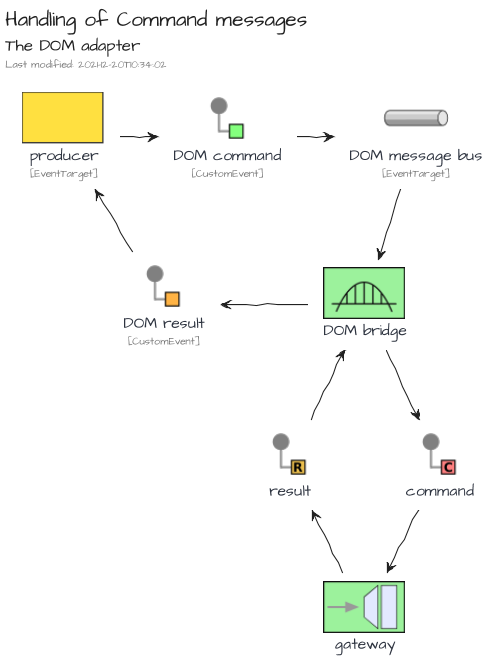 Handling of Command messages
The DOM adapter
Last modified: 2021-12-20T10:34:02
producer
[EventTarget]
DOM command
[CustomEvent]
DOM message bus
[EventTarget]
DOM result
[CustomEvent]
DOM bridge
R
result
C
command
gateway